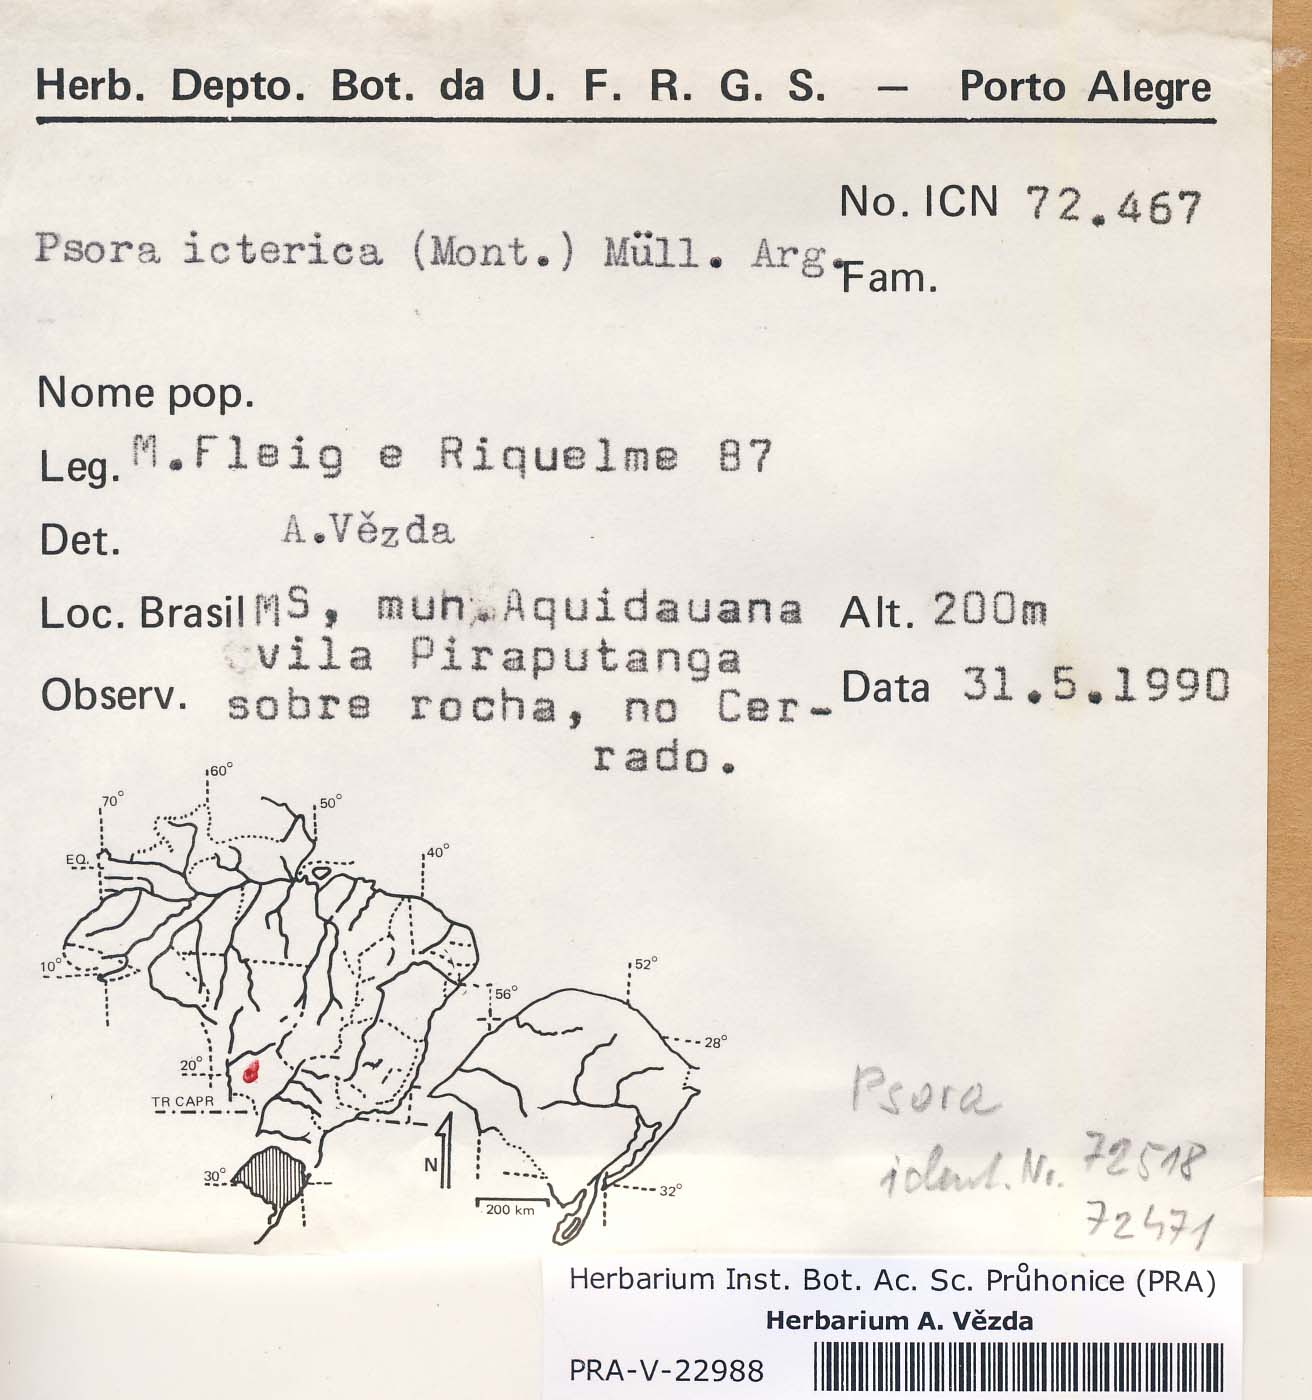 Herb. Depto. Bot. da U. F. R. G. S. — Porto Alegre
No. ICN 72.467
Psora icterica (Mont.) Müll. Arg.
Fam.
Nome pop.
Leg. M.Fleig e Riquelme 87
Det. A.Vězda
Loc. Brasil MS, mun.Aquidauana Alt. 200m
vila Piraputanga
Data 31.5.1990
Observ. sobre rocha, no Cer-
rado.
60°
70° 50°
EQ. 40°
10° 52°
56°
28°
20°
TR CAPR
N
30° 32°
200 km
Psora
ident. Nr. 72518
72471
Herbarium Inst. Bot. Ac. Sc. Průhonice (PRA)
Herbarium A. Vězda
PRA-V-22988